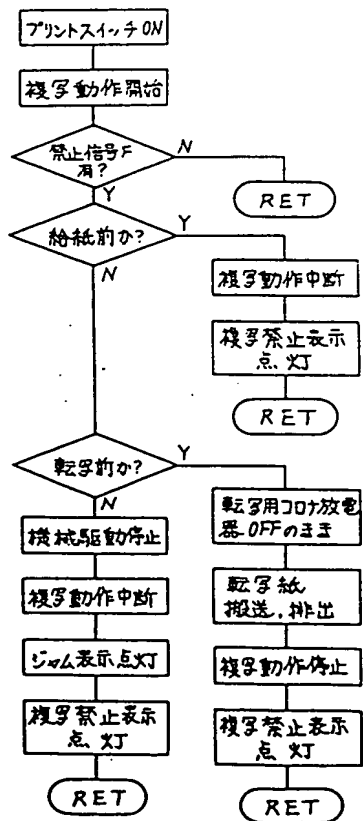 プリントスイッチON
複写動作開始
禁止信号F
有?
N
RET
Y
給紙前か?
Y
複写動作中断
複写禁止表示
点灯
RET
N
転写前か?
Y
転写用コロナ放電
器OFFのまま
転写紙
搬送,排出
複写動作停止
複写禁止表示
点灯
RET
N
機械駆動停止
複写動作中断
ジャム表示点灯
複写禁止表示
点灯
RET